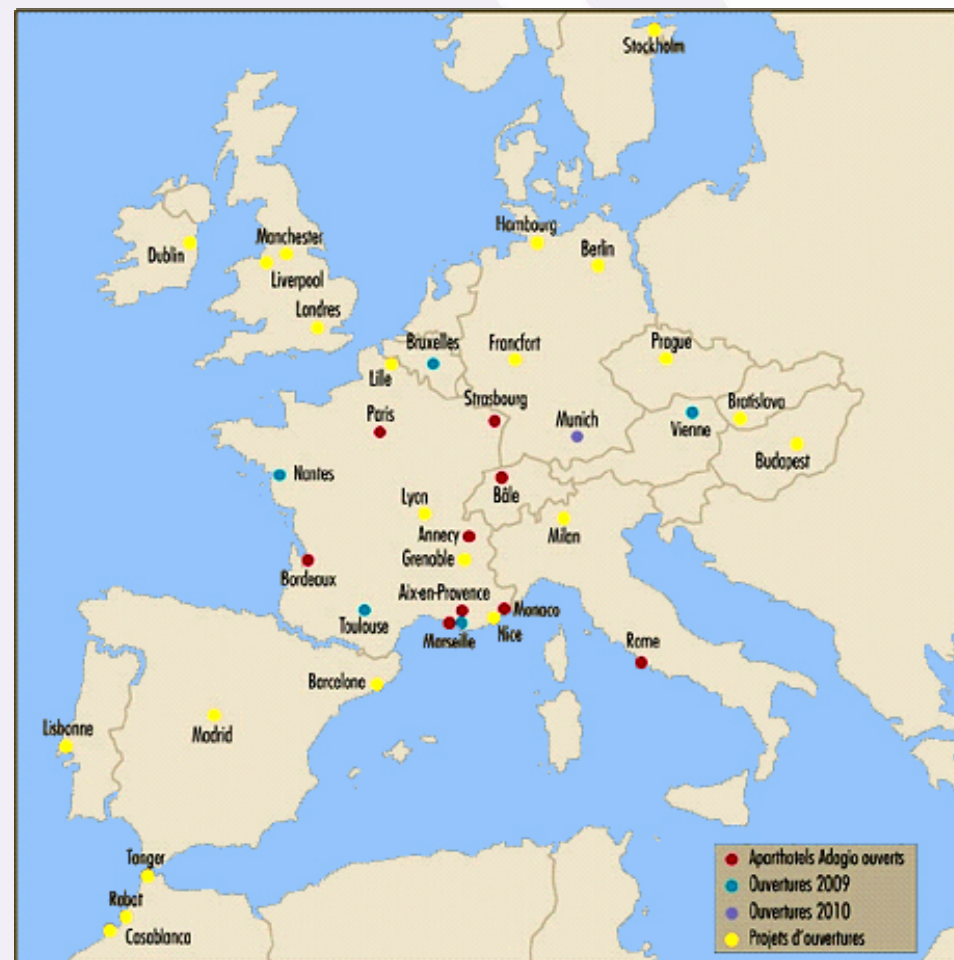 Stockholm
Hambourg
Manchester
Dublin
Berlin
Liverpool
Londres
Bruxelles
Francfort
Prague
Lille
Strasbourg
Bratislava
Paris
Munich
Vienne
Budapest
Nantes
Lyon
Bâle
Annecy
Milan
Grenoble
Bordeaux
Aix-en-Provence
Monaco
Toulouse
Marseille
Nice
Rome
Barcelone
Lisbonne
Madrid
Tanger
Rabat
Casablanca
Aparthotels Adagio ouverts
Ouvertures 2009
Ouvertures 2010
Projets d'ouvertures